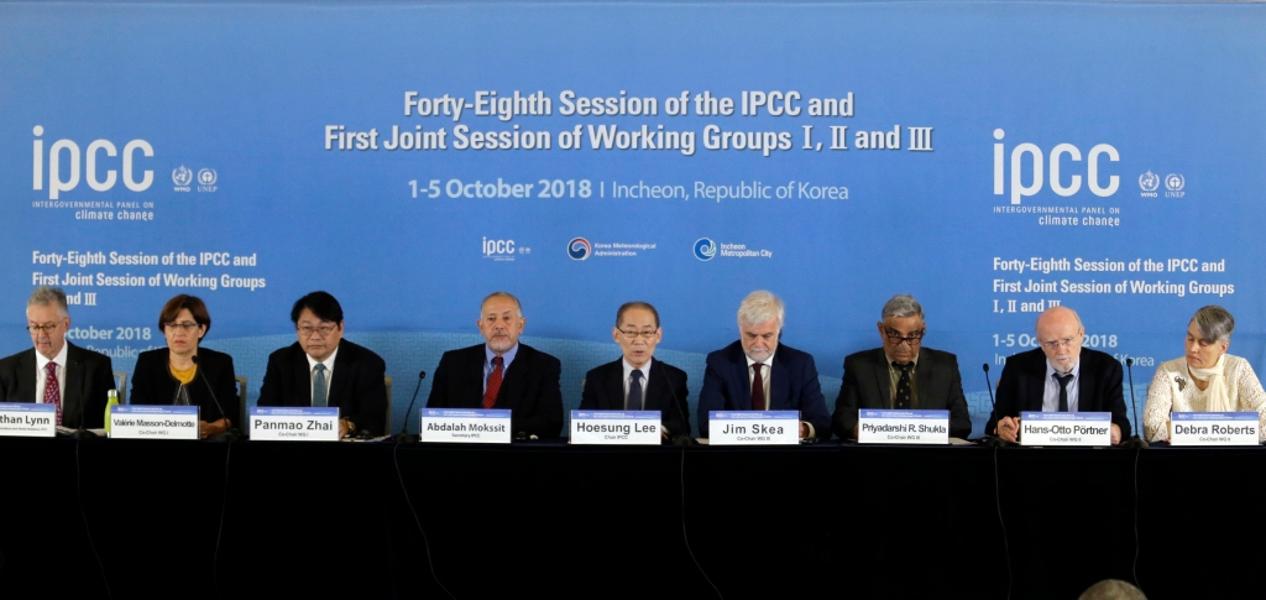 Forty-Eighth Session of the IPCC and
First Joint Session of Working Groups I, II and III
1-5 October 2018 | Incheon, Republic of Korea
ipcc
INTERGOVERNMENTAL PANEL ON
climate change
WMO
UNEP
Forty-Eighth Session of the IPCC and
First Joint Session of Working Groups
nd III
ctober 2018
Republic of
ipcc
Korea Meteorological
Administration
Incheon
Metropolitan City
ipcc
INTERGOVERNMENTAL PANEL ON
climate change
WMO
UNEP
Forty-Eighth Session of the IPCC and
First Joint Session of Working Groups
I, II and III
1-5 Oc 2018
In f Korea
than Lynn
Valérie Masson-Delmotte
Co-Chair WG I
Panmao Zhai
Co-Chair WG I
Abdalah Mokssit
Secretary IPCC
Hoesung Lee
Chair IPCC
Jim Skea
Co-Chair WG III
Priyadarshi R. Shukla
Co-Chair WG III
Hans-Otto Pörtner
Co-Chair WG II
Debra Roberts
Co-Chair WG II